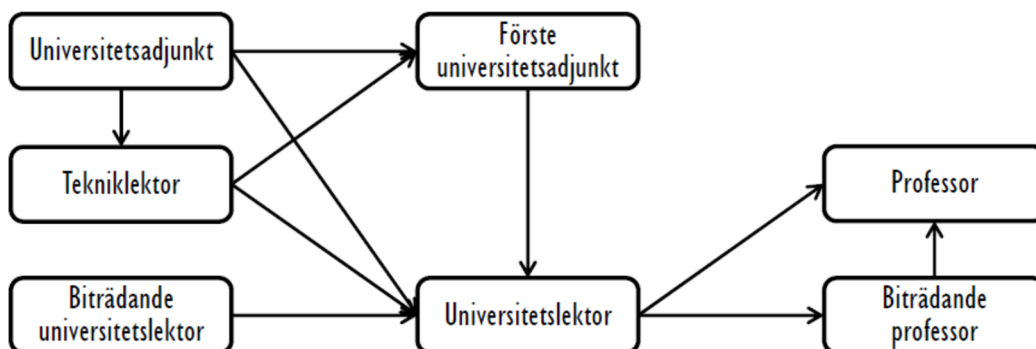 Universitetsadjunkt
Förste
universitetsadjunkt
Tekniklektor
Professor
Biträdande
universitetslektor
Universitetslektor
Biträdande
professor